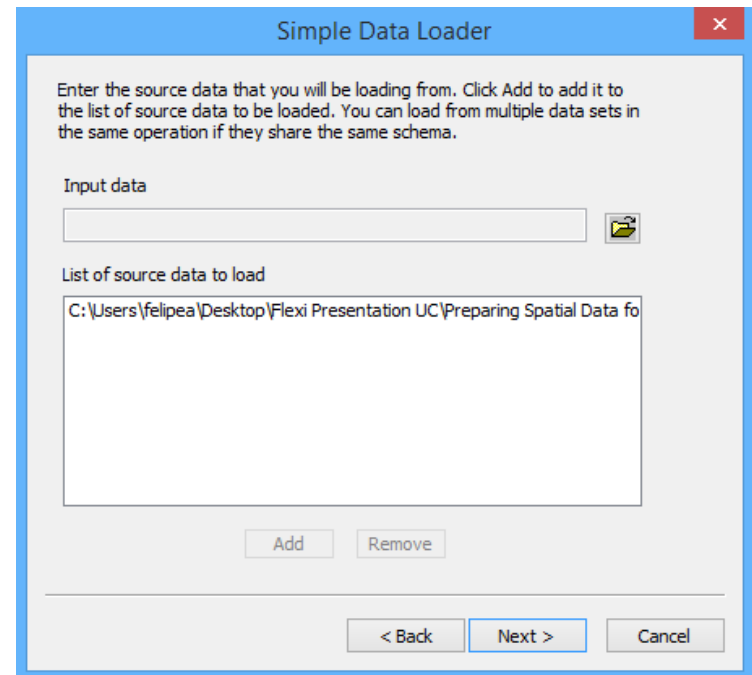 Simple Data Loader
Enter the source data that you will be loading from. Click Add to add it to
the list of source data to be loaded. You can load from multiple data sets in
the same operation if they share the same schema.
Input data
List of source data to load
C:\Users\felipea\Desktop\Flexi Presentation UC\Preparing Spatial Data fo
Add Remove
< Back Next > Cancel